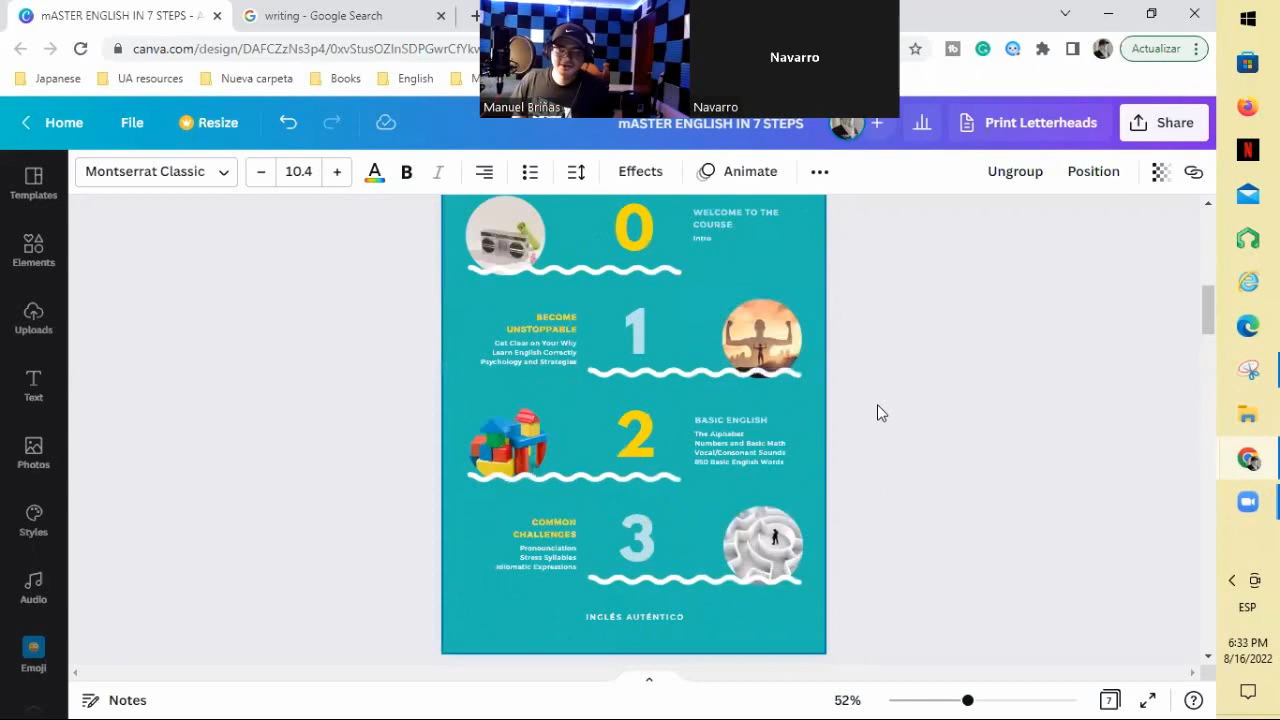 mASTER ENGLISH IN 7 STEPS - A
writing - Google Search
canva.com/design/DAFCZzNs3p4/
Actualizar
Japanese
UA resources
Nueva carpeta
Books
English
Navarro
Manuel Briñas
Navarro
Home
File
Resize
mASTER ENGLISH IN 7 STEPS
Print Letterheads
Share
Montserrat Classic
– 10.4 +
A
B
I
Effects
Animate
Ungroup
Position
Templates
Elements
Uploads
Text
Photos
Styles
Audio
Emoji
0
WELCOME TO THE
COURSE
Intro
BECOME
UNSTOPPABLE
Get Clear on Your Why
Learn English Correctly
Psychology and Strategies
1
2
BASIC ENGLISH
The Alphabet
Numbers and Basic Math
Vocal/Consonant Sounds
850 Basic English Words
COMMON
CHALLENGES
Pronounciation
Stress Syllables
Idiomatic Expressions
3
INGLÉS AUTÉNTICO
Notes
52%
7
ESP
6:33 PM
8/16/2022